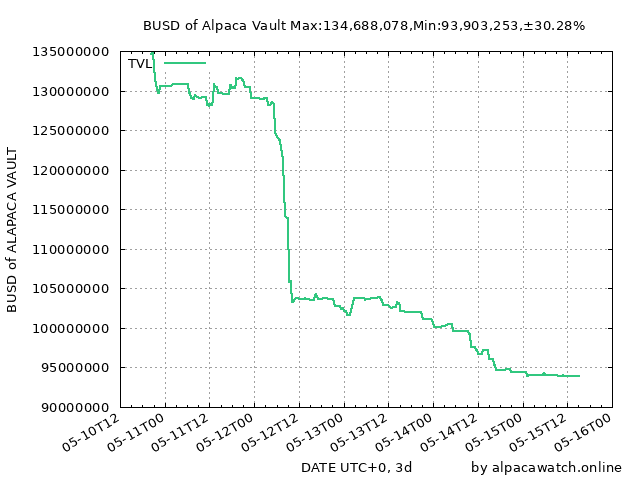 BUSD of Alpaca Vault Max:134,688,078,Min:93,903,253,±30.28%
TVL
135000000
130000000
125000000
120000000
115000000
110000000
105000000
100000000
95000000
90000000
BUSD of ALAPACA VAULT
05-10T12
05-11T00
05-11T12
05-12T00
05-12T12
05-13T00
05-13T12
05-14T00
05-14T12
05-15T00
05-15T12
05-16T00
DATE UTC+0, 3d
by alpacawatch.online